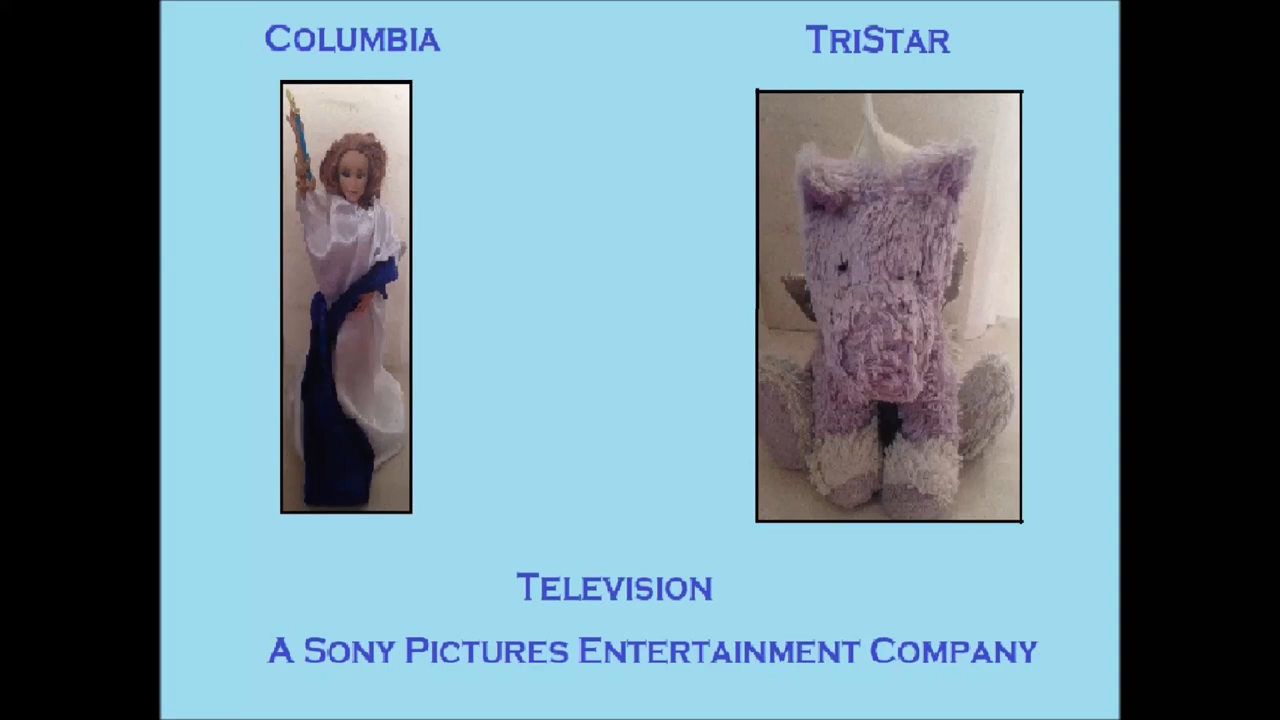 COLUMBIA
TRISTAR
TELEVISION
A SONY PICTURES ENTERTAINMENT COMPANY